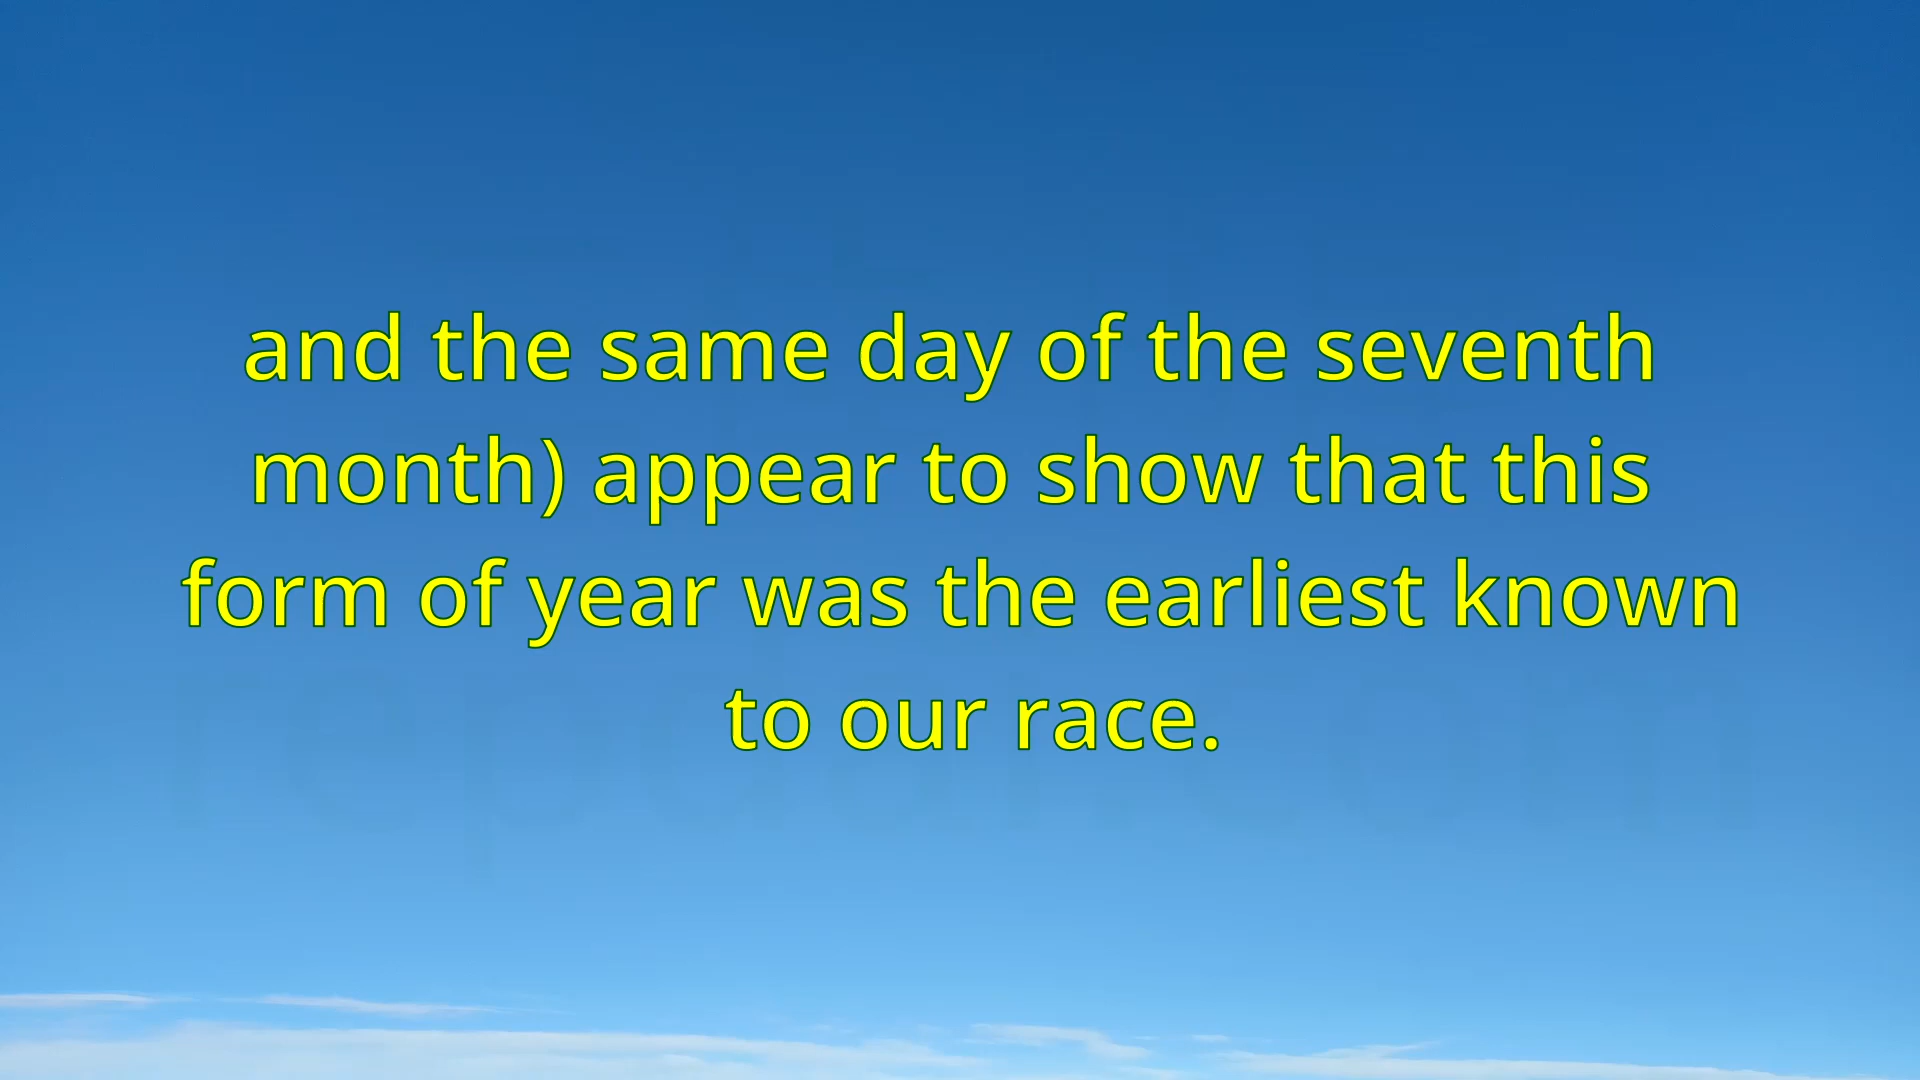 and the same day of the seventh
month) appear to show that this
form of year was the earliest known
to our race.